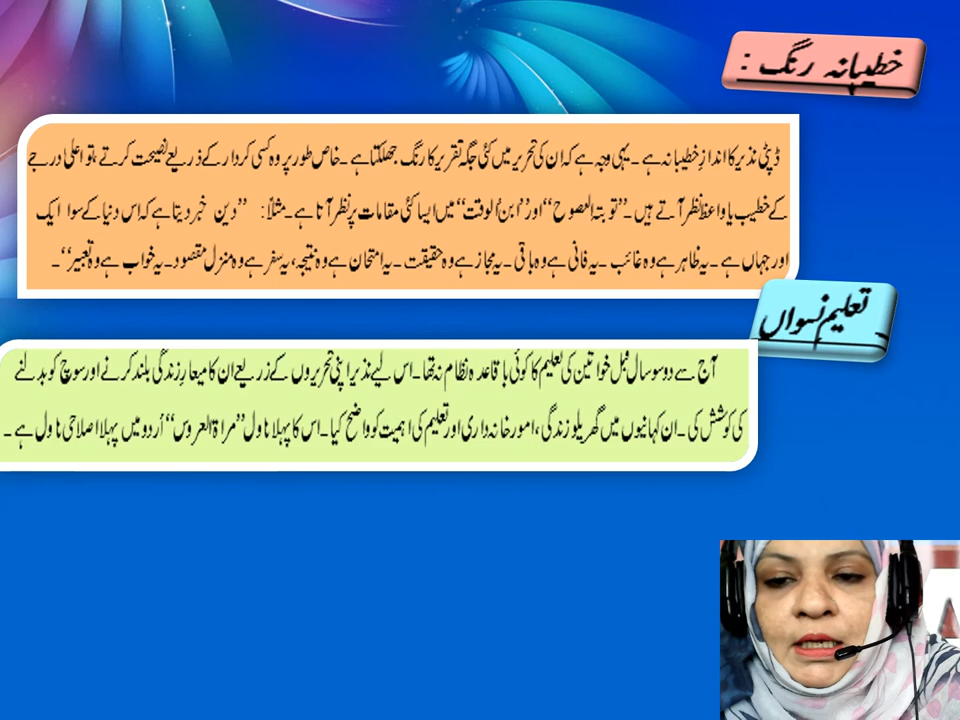 خطیبانہ رنگ :
ڈپٹی نذیر کا انداز خطیبانہ ہے ۔ یہی وجہ ہے کہ ان کی تحریر میں کئی جگہ تقریر کا رنگ جھلکتا ہے ۔ خاص طور پر وہ کسی کردار کے ذریعے نصیحت کرتے ، تو اعلیٰ درجے
کے خطیب یا واعظ نظر آتے ہیں ۔ ”توبتہ النصوح“ اور ”ابن الوقت“ میں ایسا کئی مقامات پر نظر آتا ہے ۔ مثلاً : ”دین خبر دیتا ہے کہ اس دنیا کے سوا ایک
اور جہاں ہے ۔ یہ ظاہر ہے وہ غائب ۔ یہ فانی ہے وہ باقی ۔ یہ مجاز ہے وہ حقیقت ۔ یہ امتحان ہے وہ نتیجہ ، یہ سفر ہے وہ منزل مقصود ۔ یہ خواب ہے وہ تعبیر“ ۔
تعلیم نسواں
آج سے دو سو سال قبل خواتین کی تعلیم کا کوئی باقاعدہ نظام نہ تھا ۔ اس لیے نذیر اپنی تحریروں کے ذریعے ان کا میعار زندگی بلند کرنے اور سوچ کو بدلنے
کی کوشش کی ۔ ان کہانیوں میں گھریلو زندگی ، امور خانہ داری اور تعلیم کی اہمیت کو واضح کیا ۔ اس کا پہلا ناول ”مراۃ العروس“ اُردو میں پہلا اصلاحی ناول ہے ۔